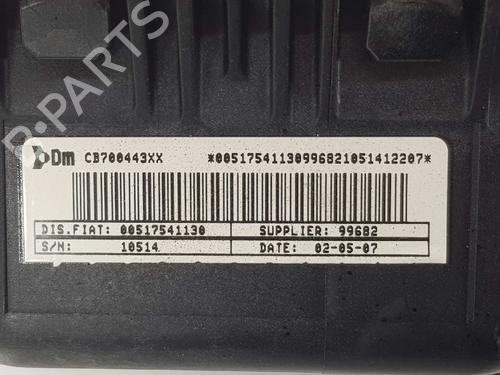 Dm CB700443XX *00517541130996821051412207*
DIS.FIAT: 00517541130 SUPPLIER: 99682
S/N: 10514 DATE: 02-05-07
B-PARTS